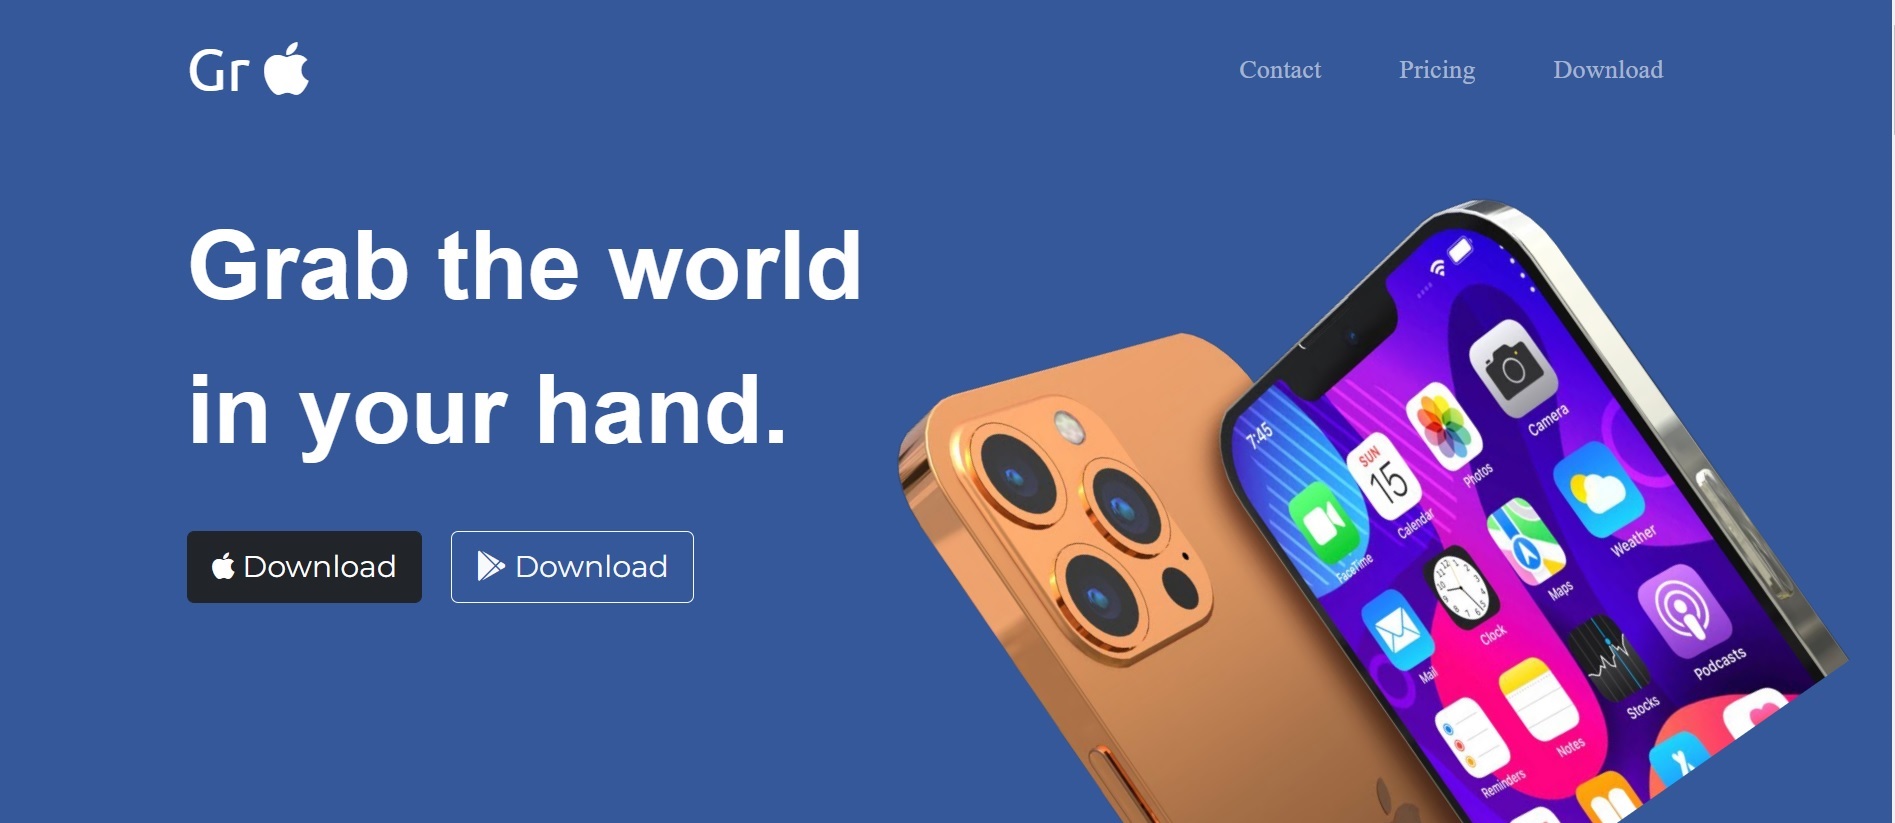 Gr
Contact Pricing Download
Grab the world
in your hand.
Download Download
7:45
Camera
Photos
SUN
15
Calendar
FaceTime
Weather
Maps
Clock
Mail
Podcasts
Stocks
Notes
Reminders